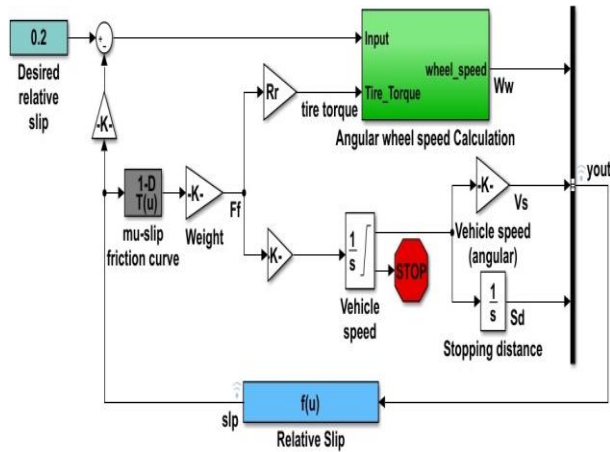 0.2
Desired
relative
slip
+
-
Input
Tire_Torque
wheel_speed
Ww
Angular wheel speed Calculation
Rr
tire torque
-K-
1-D
T(u)
mu-slip
friction curve
-K-
Weight
Ff
-K-
1
s
Vehicle
speed
STOP
-K-
Vs
Vehicle speed
(angular)
yout
1
s
Sd
Stopping distance
f(u)
slp
Relative Slip